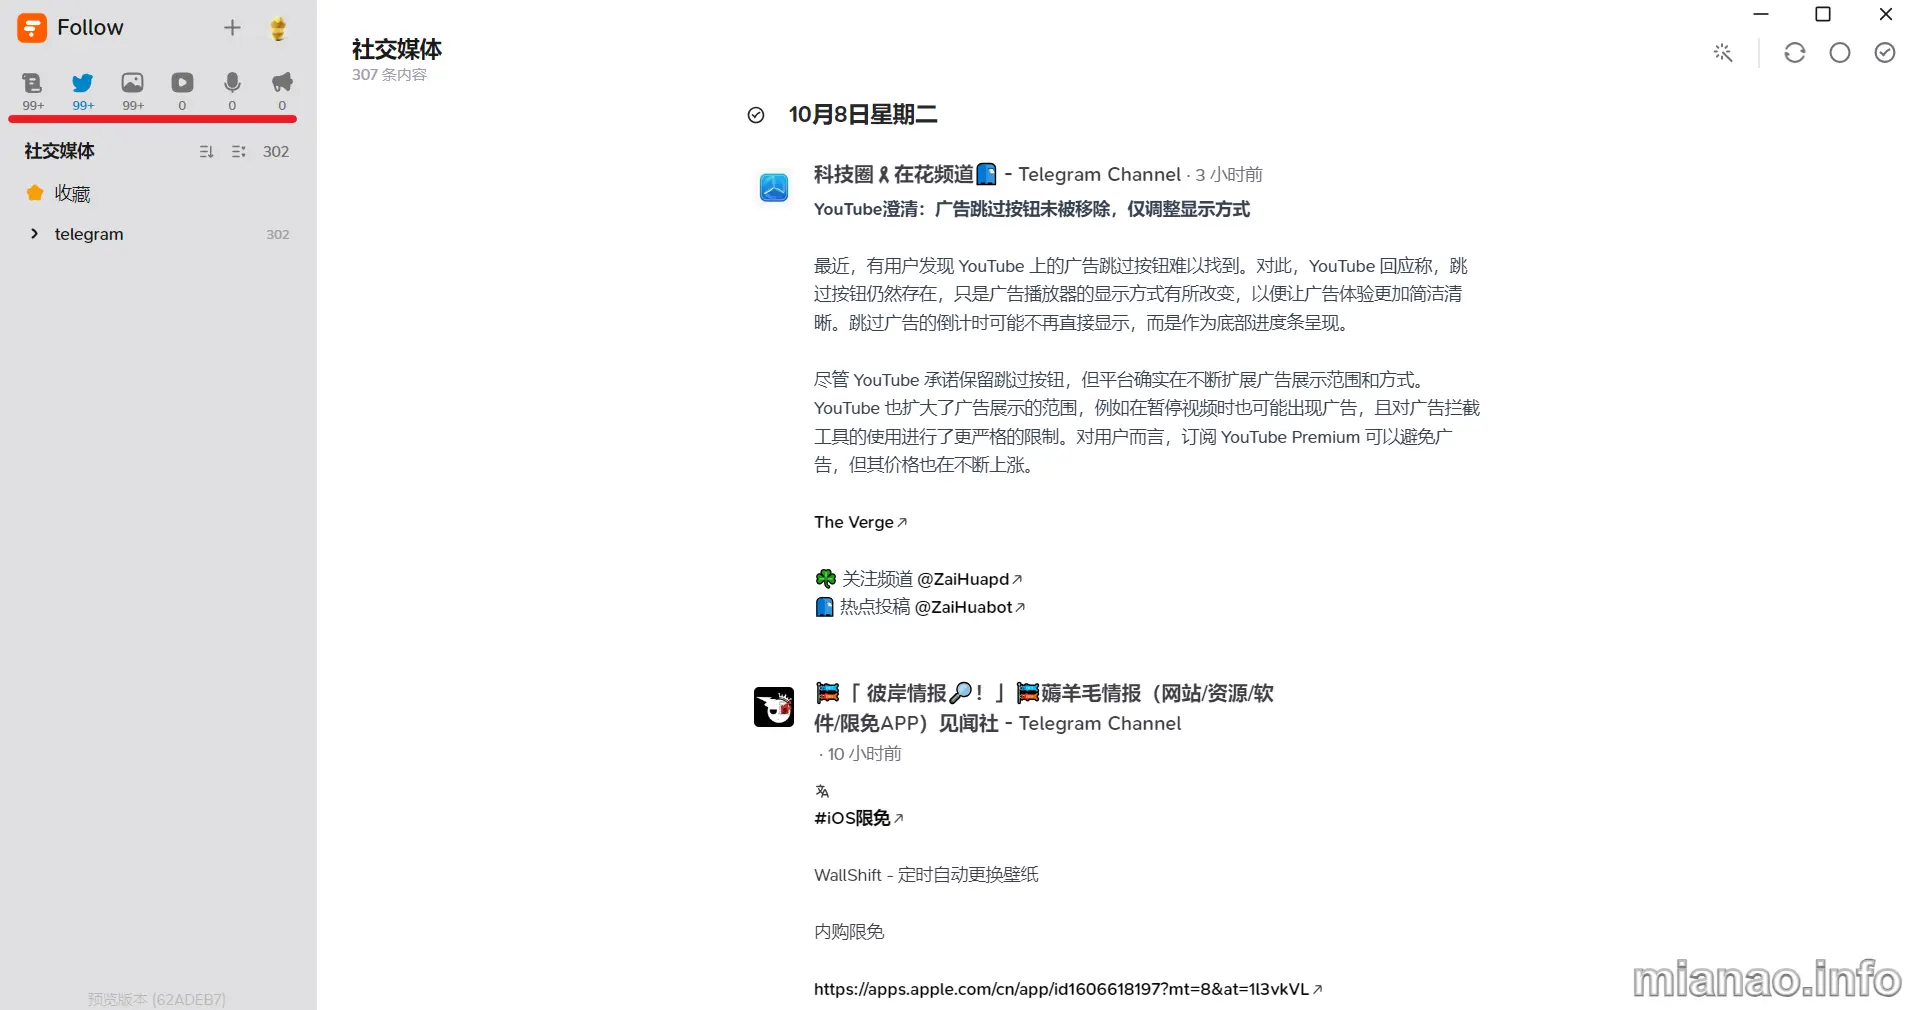 Follow
99+ 99+ 99+ 0 0 0
社交媒体 302
收藏
telegram 302
预览版本 (62ADEB7)
社交媒体
307 条内容
10月8日星期二
科技圈🎗在花频道📮 - Telegram Channel · 3 小时前
YouTube澄清：广告跳过按钮未被移除，仅调整显示方式
最近，有用户发现 YouTube 上的广告跳过按钮难以找到。对此，YouTube 回应称，跳
过按钮仍然存在，只是广告播放器的显示方式有所改变，以便让广告体验更加简洁清
晰。跳过广告的倒计时可能不再直接显示，而是作为底部进度条呈现。
尽管 YouTube 承诺保留跳过按钮，但平台确实在不断扩展广告展示范围和方式。
YouTube 也扩大了广告展示的范围，例如在暂停视频时也可能出现广告，且对广告拦截
工具的使用进行了更严格的限制。对用户而言，订阅 YouTube Premium 可以避免广
告，但其价格也在不断上涨。
The Verge
☘️ 关注频道 @ZaiHuapd
📮 热点投稿 @ZaiHuabot
「 彼岸情报🔎！」薅羊毛情报（网站/资源/软
件/限免APP）见闻社 - Telegram Channel
· 10 小时前
#iOS限免
WallShift - 定时自动更换壁纸
内购限免
https://apps.apple.com/cn/app/id1606618197?mt=8&at=1l3vkVL
mianao.info